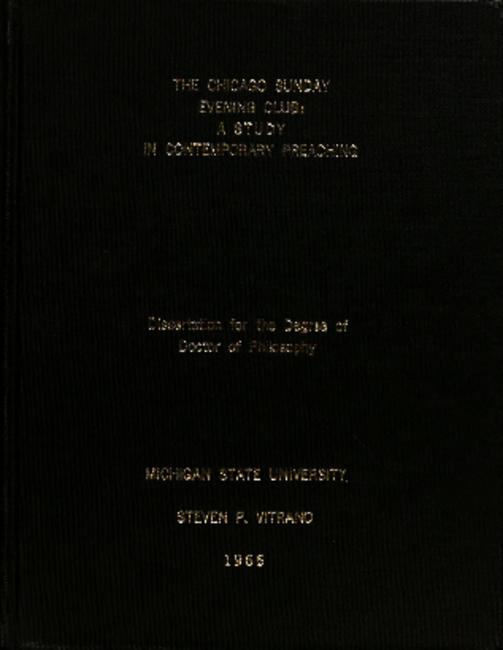 THE CHICAGO SUNDAY
EVENING CLUB:
A STUDY
IN CONTEMPORARY PREACHING
Dissertation for the Degree of
Doctor of Philosophy
MICHIGAN STATE UNIVERSITY
STEVEN P. VITRANO